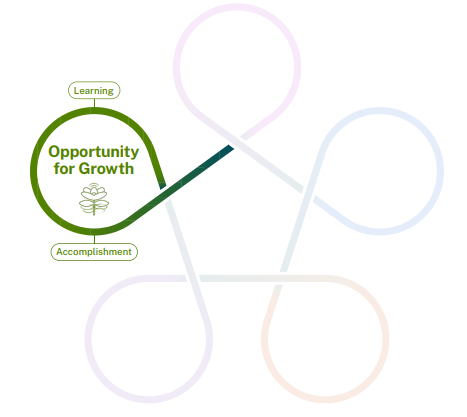 Learning
Opportunity
for Growth
Accomplishment